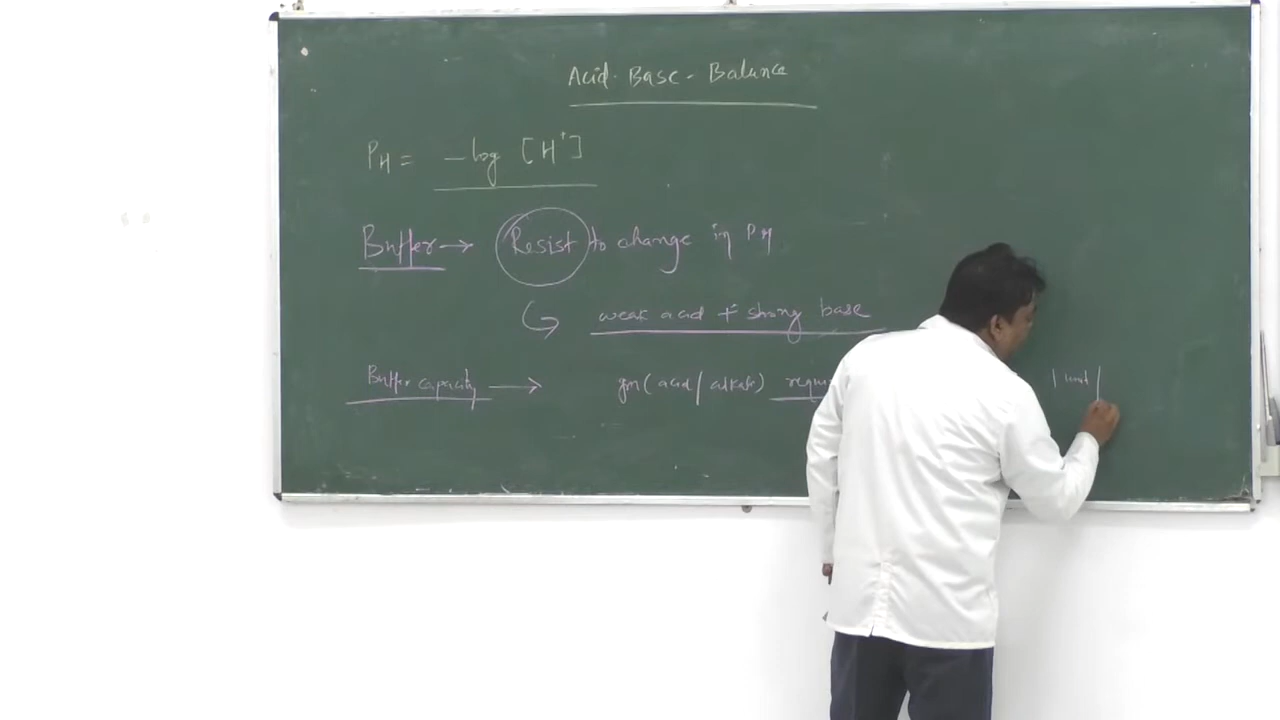 Acid-Base-Balance
PH = -log [H+]
Buffer → Resist to change in PH
↳ weak acid + strong base
Buffer capacity → gm (acid/alkali) requ 1 unit /